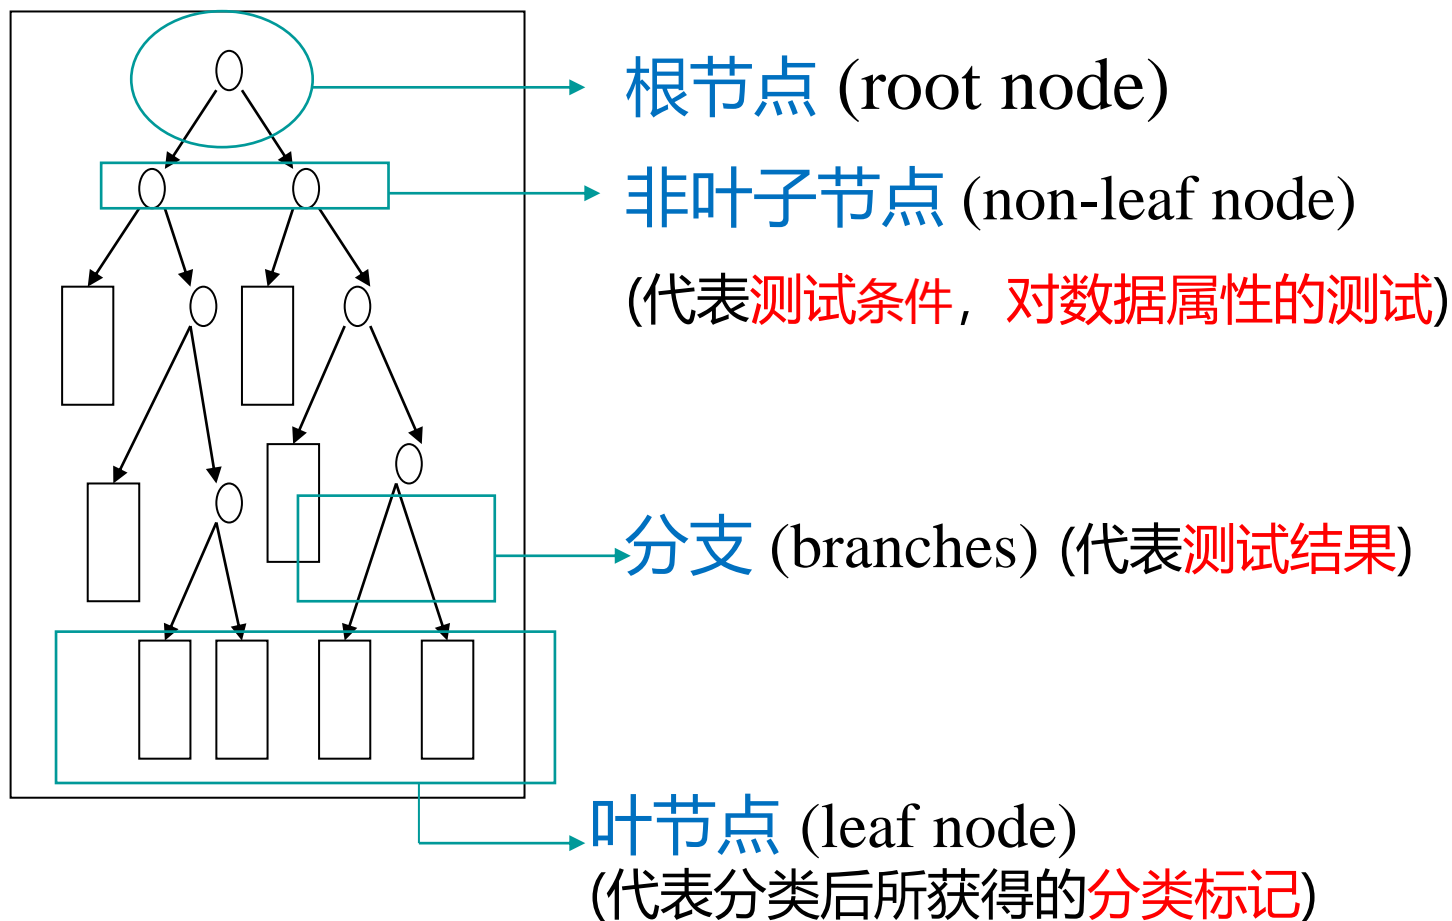 根节点 (root node)
非叶子节点 (non-leaf node)
(代表测试条件，对数据属性的测试)
分支 (branches) (代表测试结果)
叶节点 (leaf node)
(代表分类后所获得的分类标记)